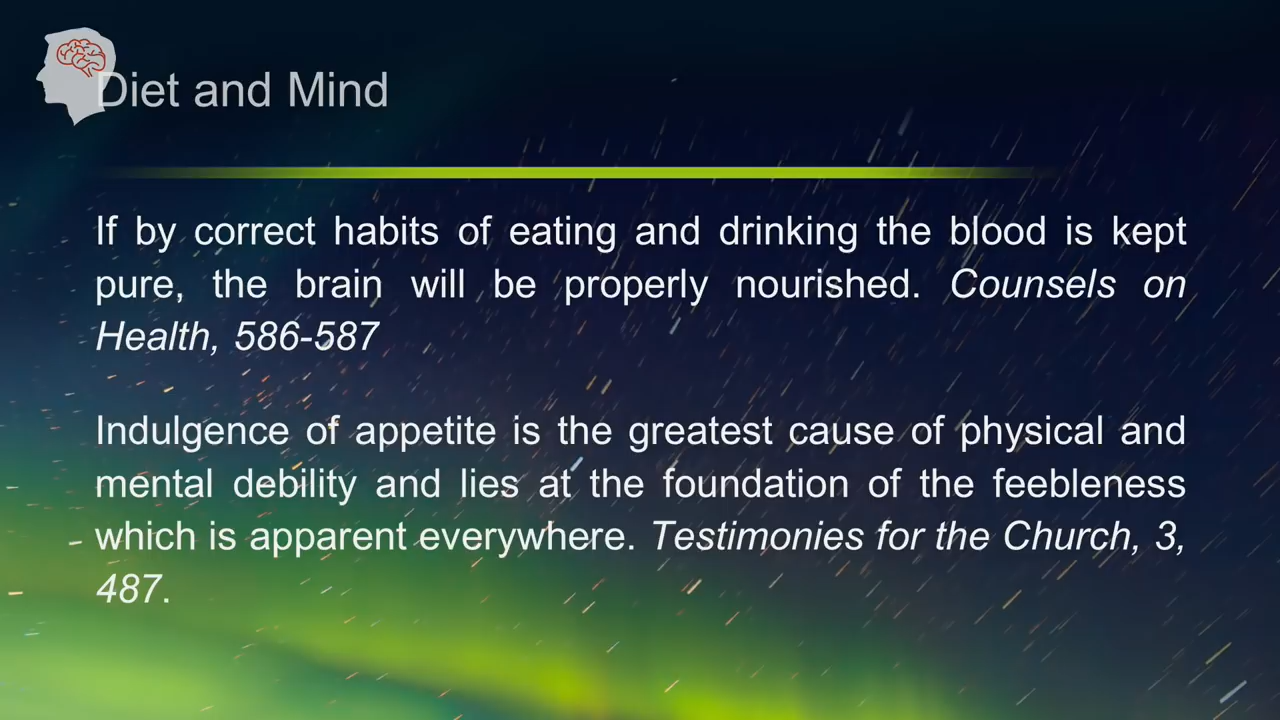 Diet and Mind
If by correct habits of eating and drinking the blood is kept
pure, the brain will be properly nourished. Counsels on
Health, 586-587
Indulgence of appetite is the greatest cause of physical and
mental debility and lies at the foundation of the feebleness
which is apparent everywhere. Testimonies for the Church, 3,
487.